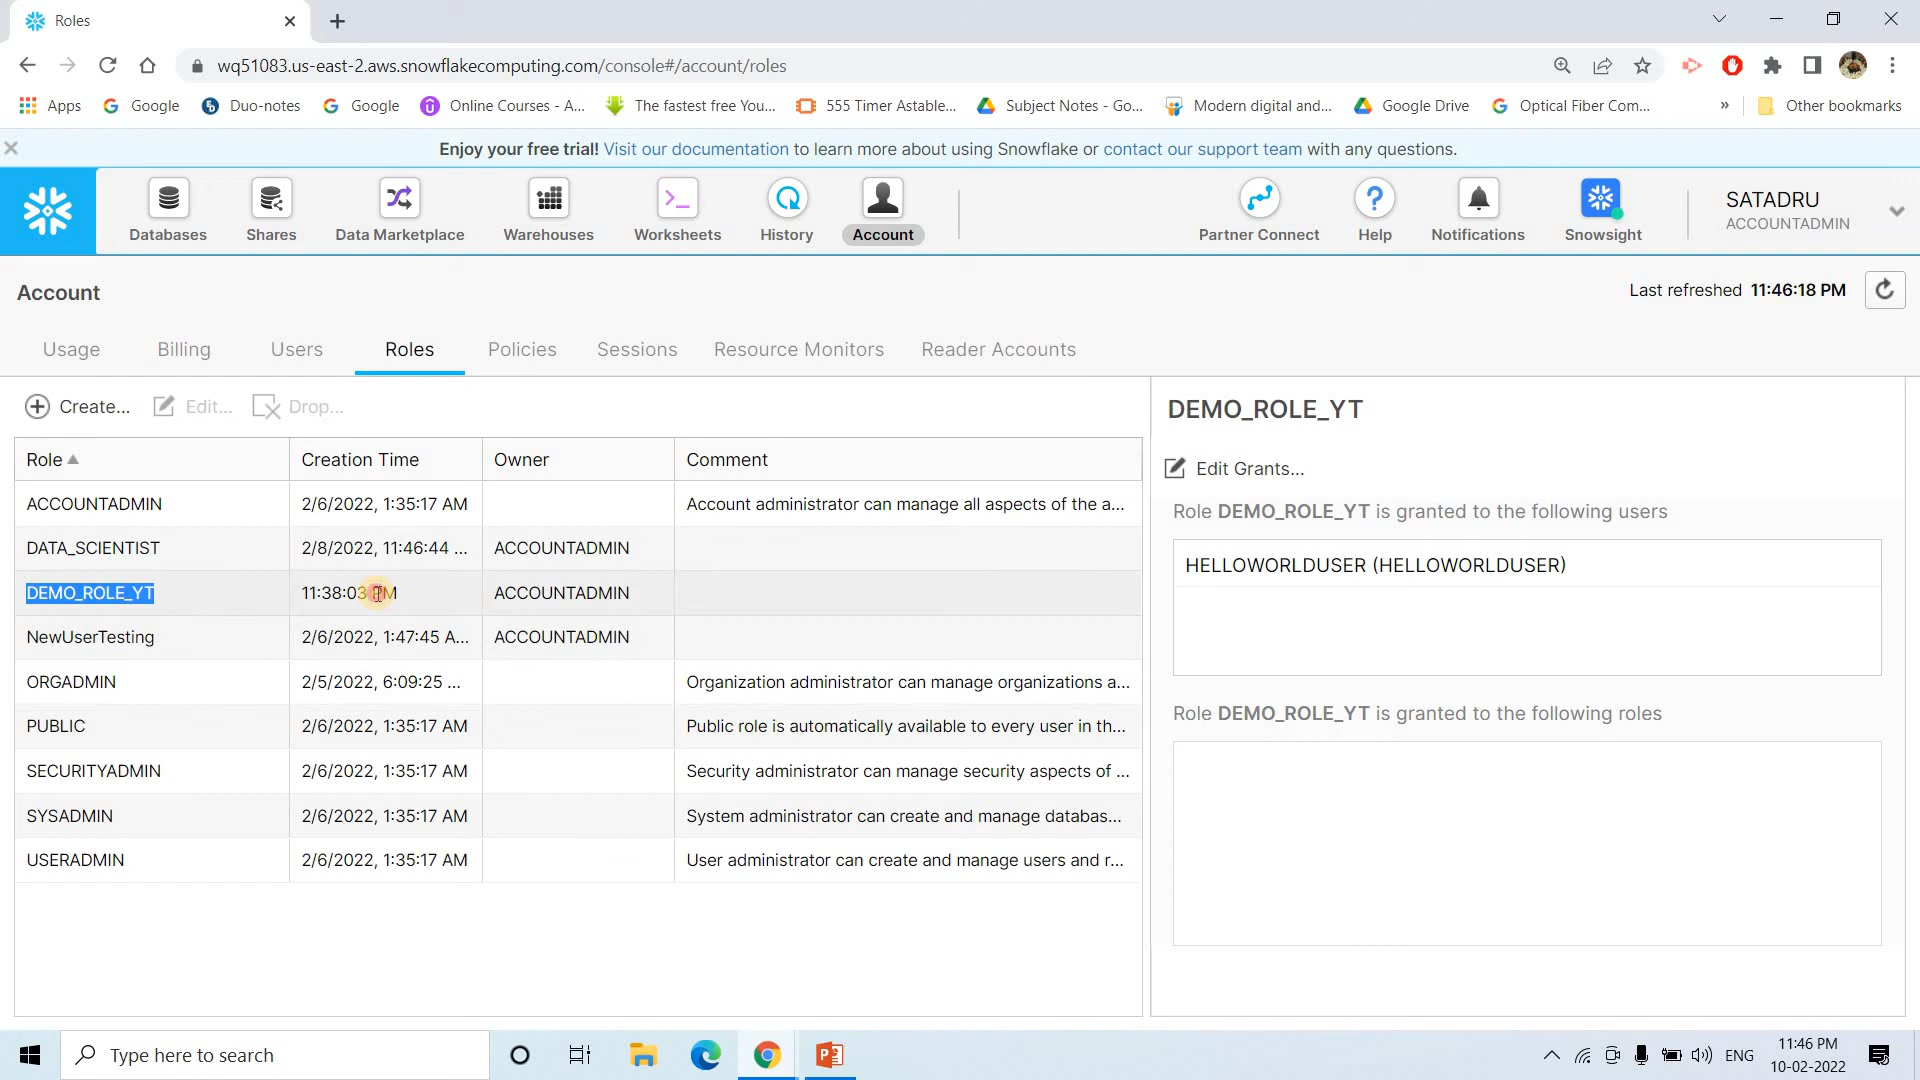 Roles
wq51083.us-east-2.aws.snowflakecomputing.com/console#/account/roles
Apps Google Duo-notes Google Online Courses - A... The fastest free You... 555 Timer Astable... Subject Notes - Go... Modern digital and... Google Drive Optical Fiber Com... » Other bookmarks
Enjoy your free trial! Visit our documentation to learn more about using Snowflake or contact our support team with any questions.
Databases Shares Data Marketplace Warehouses Worksheets History Account Partner Connect Help Notifications Snowsight
SATADRU
ACCOUNTADMIN
Account
Last refreshed 11:46:18 PM
Usage Billing Users Roles Policies Sessions Resource Monitors Reader Accounts
Create... Edit... Drop...
Role Creation Time Owner Comment
ACCOUNTADMIN 2/6/2022, 1:35:17 AM Account administrator can manage all aspects of the a...
DATA_SCIENTIST 2/8/2022, 11:46:44 ... ACCOUNTADMIN
DEMO_ROLE_YT 11:38:03 PM ACCOUNTADMIN
NewUserTesting 2/6/2022, 1:47:45 A... ACCOUNTADMIN
ORGADMIN 2/5/2022, 6:09:25 ... Organization administrator can manage organizations a...
PUBLIC 2/6/2022, 1:35:17 AM Public role is automatically available to every user in th...
SECURITYADMIN 2/6/2022, 1:35:17 AM Security administrator can manage security aspects of ...
SYSADMIN 2/6/2022, 1:35:17 AM System administrator can create and manage databas...
USERADMIN 2/6/2022, 1:35:17 AM User administrator can create and manage users and r...
DEMO_ROLE_YT
Edit Grants...
Role DEMO_ROLE_YT is granted to the following users
HELLOWORLDUSER (HELLOWORLDUSER)
Role DEMO_ROLE_YT is granted to the following roles
Type here to search
ENG
11:46 PM
10-02-2022